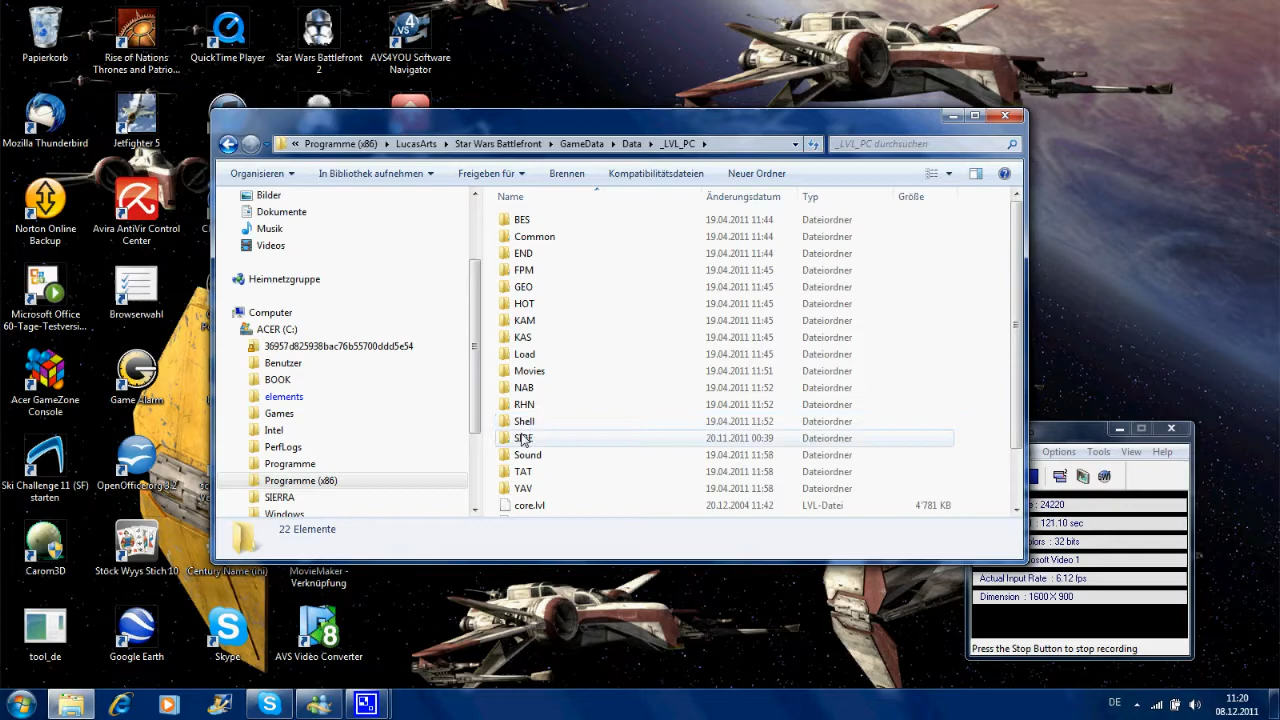 Papierkorb
Rise of Nations
Thrones and Patrio...
QuickTime Player
Star Wars Battlefront
2
AVS4YOU Software
Navigator
Mozilla Thunderbird
Jetfighter 5
Norton Online
Backup
Avira AntiVir Control
Center
Microsoft Office
60-Tage-Testversi...
Browserwahl
Acer GameZone
Console
Game Alarm
Ski Challenge 11 (SF)
starten
OpenOffice.org 3.2
Carom3D
Stöck Wyys Stich 10
Century.Name (ihi)
MovieMaker -
Verknüpfung
tool_de
Google Earth
Skype
AVS Video Converter
« Programme (x86) ▸ LucasArts ▸ Star Wars Battlefront ▸ GameData ▸ Data ▸ _LVL_PC ▸
_LVL_PC durchsuchen
Organisieren
In Bibliothek aufnehmen
Freigeben für
Brennen
Kompatibilitätsdateien
Neuer Ordner
Bilder
Dokumente
Musik
Videos
Heimnetzgruppe
Computer
ACER (C:)
36957d825938bac76b55700ddd5e54
Benutzer
BOOK
elements
Games
Intel
PerfLogs
Programme
Programme (x86)
SIERRA
Windows
Name Änderungsdatum Typ Größe
BES 19.04.2011 11:44 Dateiordner
Common 19.04.2011 11:44 Dateiordner
END 19.04.2011 11:44 Dateiordner
FPM 19.04.2011 11:45 Dateiordner
GEO 19.04.2011 11:45 Dateiordner
HOT 19.04.2011 11:45 Dateiordner
KAM 19.04.2011 11:45 Dateiordner
KAS 19.04.2011 11:45 Dateiordner
Load 19.04.2011 11:45 Dateiordner
Movies 19.04.2011 11:51 Dateiordner
NAB 19.04.2011 11:52 Dateiordner
RHN 19.04.2011 11:52 Dateiordner
Shell 19.04.2011 11:52 Dateiordner
20.11.2011 00:39 Dateiordner
Sound 19.04.2011 11:58 Dateiordner
TAT 19.04.2011 11:58 Dateiordner
YAV 19.04.2011 11:58 Dateiordner
core.lvl 20.12.2004 11:42 LVL-Datei 4'781 KB
22 Elemente
Options Tools View Help
: 24220
121.10 sec
: 32 bits
Video 1
Actual Input Rate : 6.12 fps
Dimension : 1600 X 900
Press the Stop Button to stop recording
DE
11:20
08.12.2011